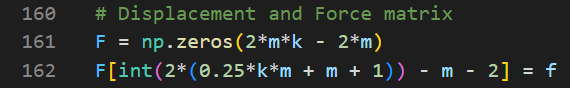 160 # Displacement and Force matrix
161 F = np.zeros(2*m*k - 2*m)
162 F[int(2*(0.25*k*m + m + 1)) - m - 2] = f